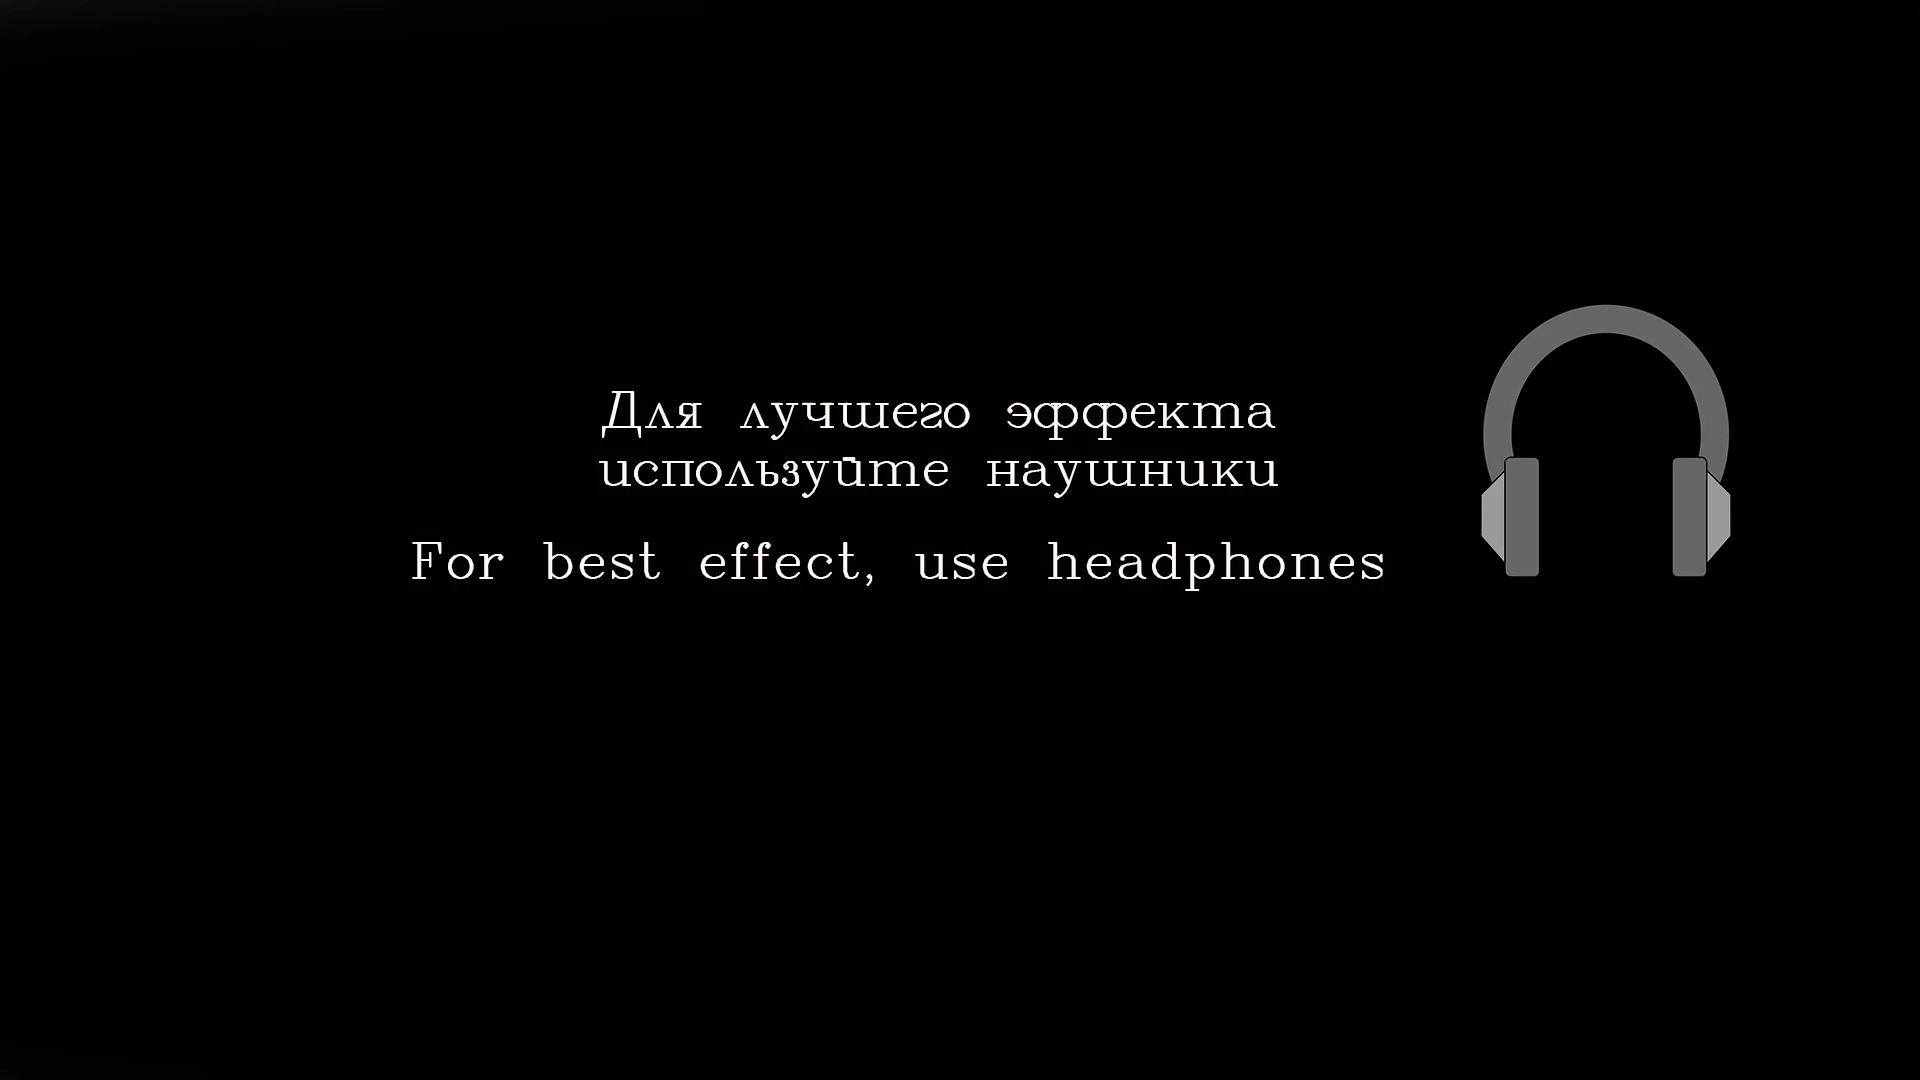 Для лучшего эффекта
используйте наушники
For best effect, use headphones